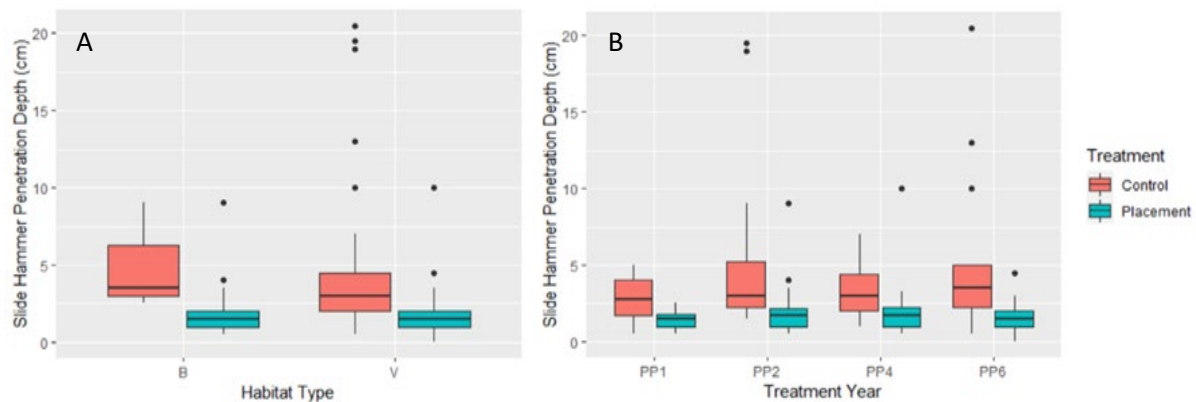 A
Slide Hammer Penetration Depth (cm)
20
15
10
5
0
B
V
Habitat Type
B
Slide Hammer Penetration Depth (cm)
20
15
10
5
0
PP1
PP2
PP4
PP6
Treatment Year
Treatment
Control
Placement